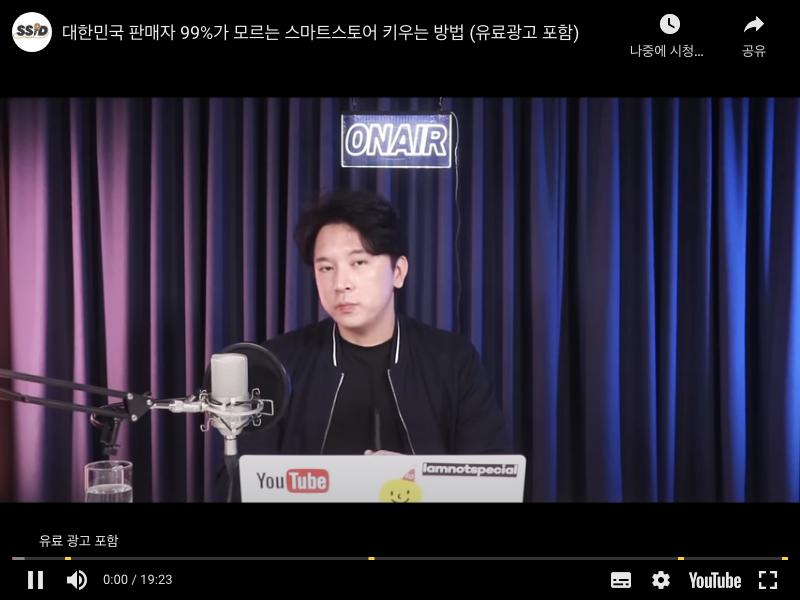 SSID
대한민국 판매자 99%가 모르는 스마트스토어 키우는 방법 (유료광고 포함)
나중에 시청...
공유
ONAIR
YouTube
iamnotspecial
유료 광고 포함
0:00 / 19:23
YouTube